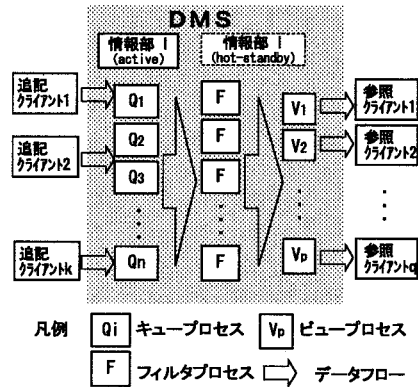 DMS
情報部 I
(active)
情報部 I
(hot-standby)
追記
クライアント1
Q1
F
V1
参照
クライアント1
追記
クライアント2
Q2
F
V2
参照
クライアント2
Q3
F
追記
クライアントk
Qn
F
Vp
参照
クライアントq
凡例
Qi
キュープロセス
Vp
ビュープロセス
F
フィルタプロセス
データフロー